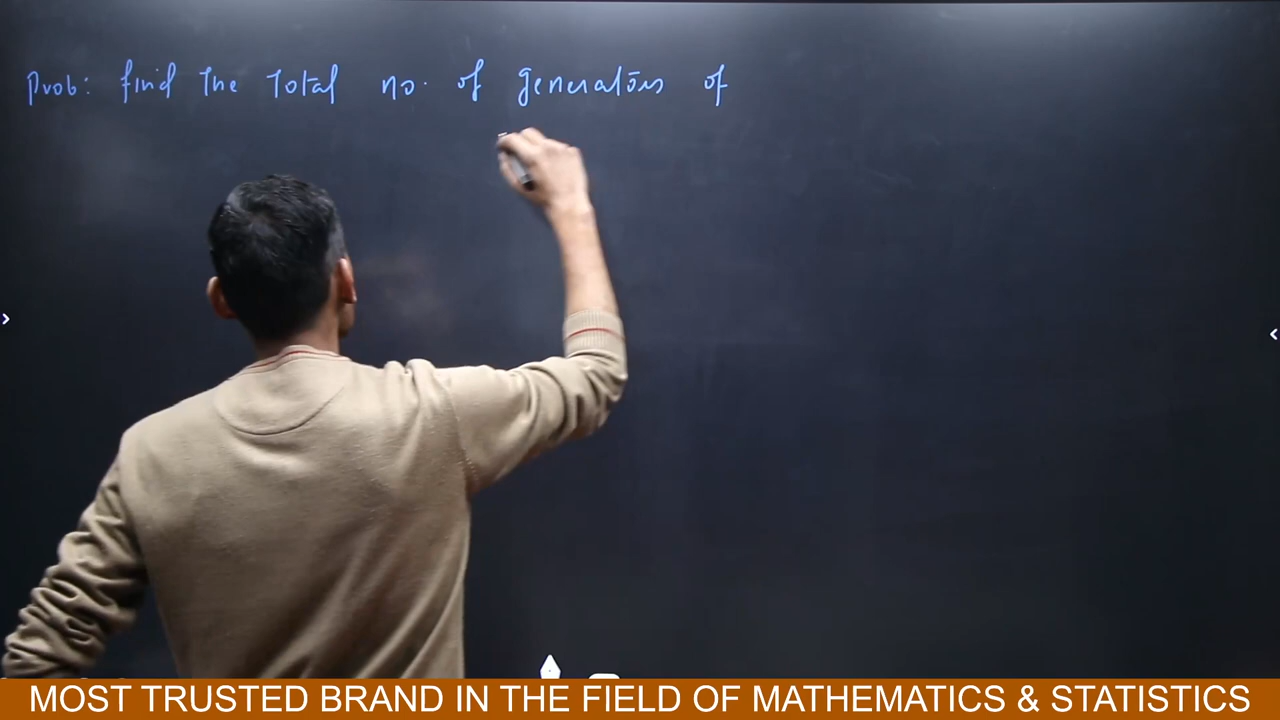 Prob: find the total no. of generators of
MOST TRUSTED BRAND IN THE FIELD OF MATHEMATICS & STATISTICS